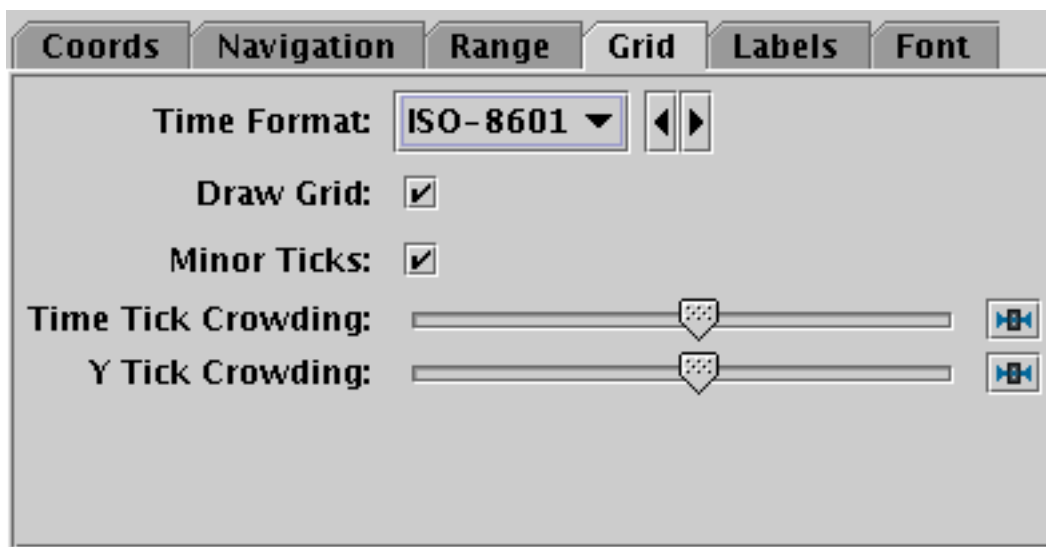 Coords Navigation Range Grid Labels Font
Time Format: ISO-8601
Draw Grid:
Minor Ticks:
Time Tick Crowding:
Y Tick Crowding: